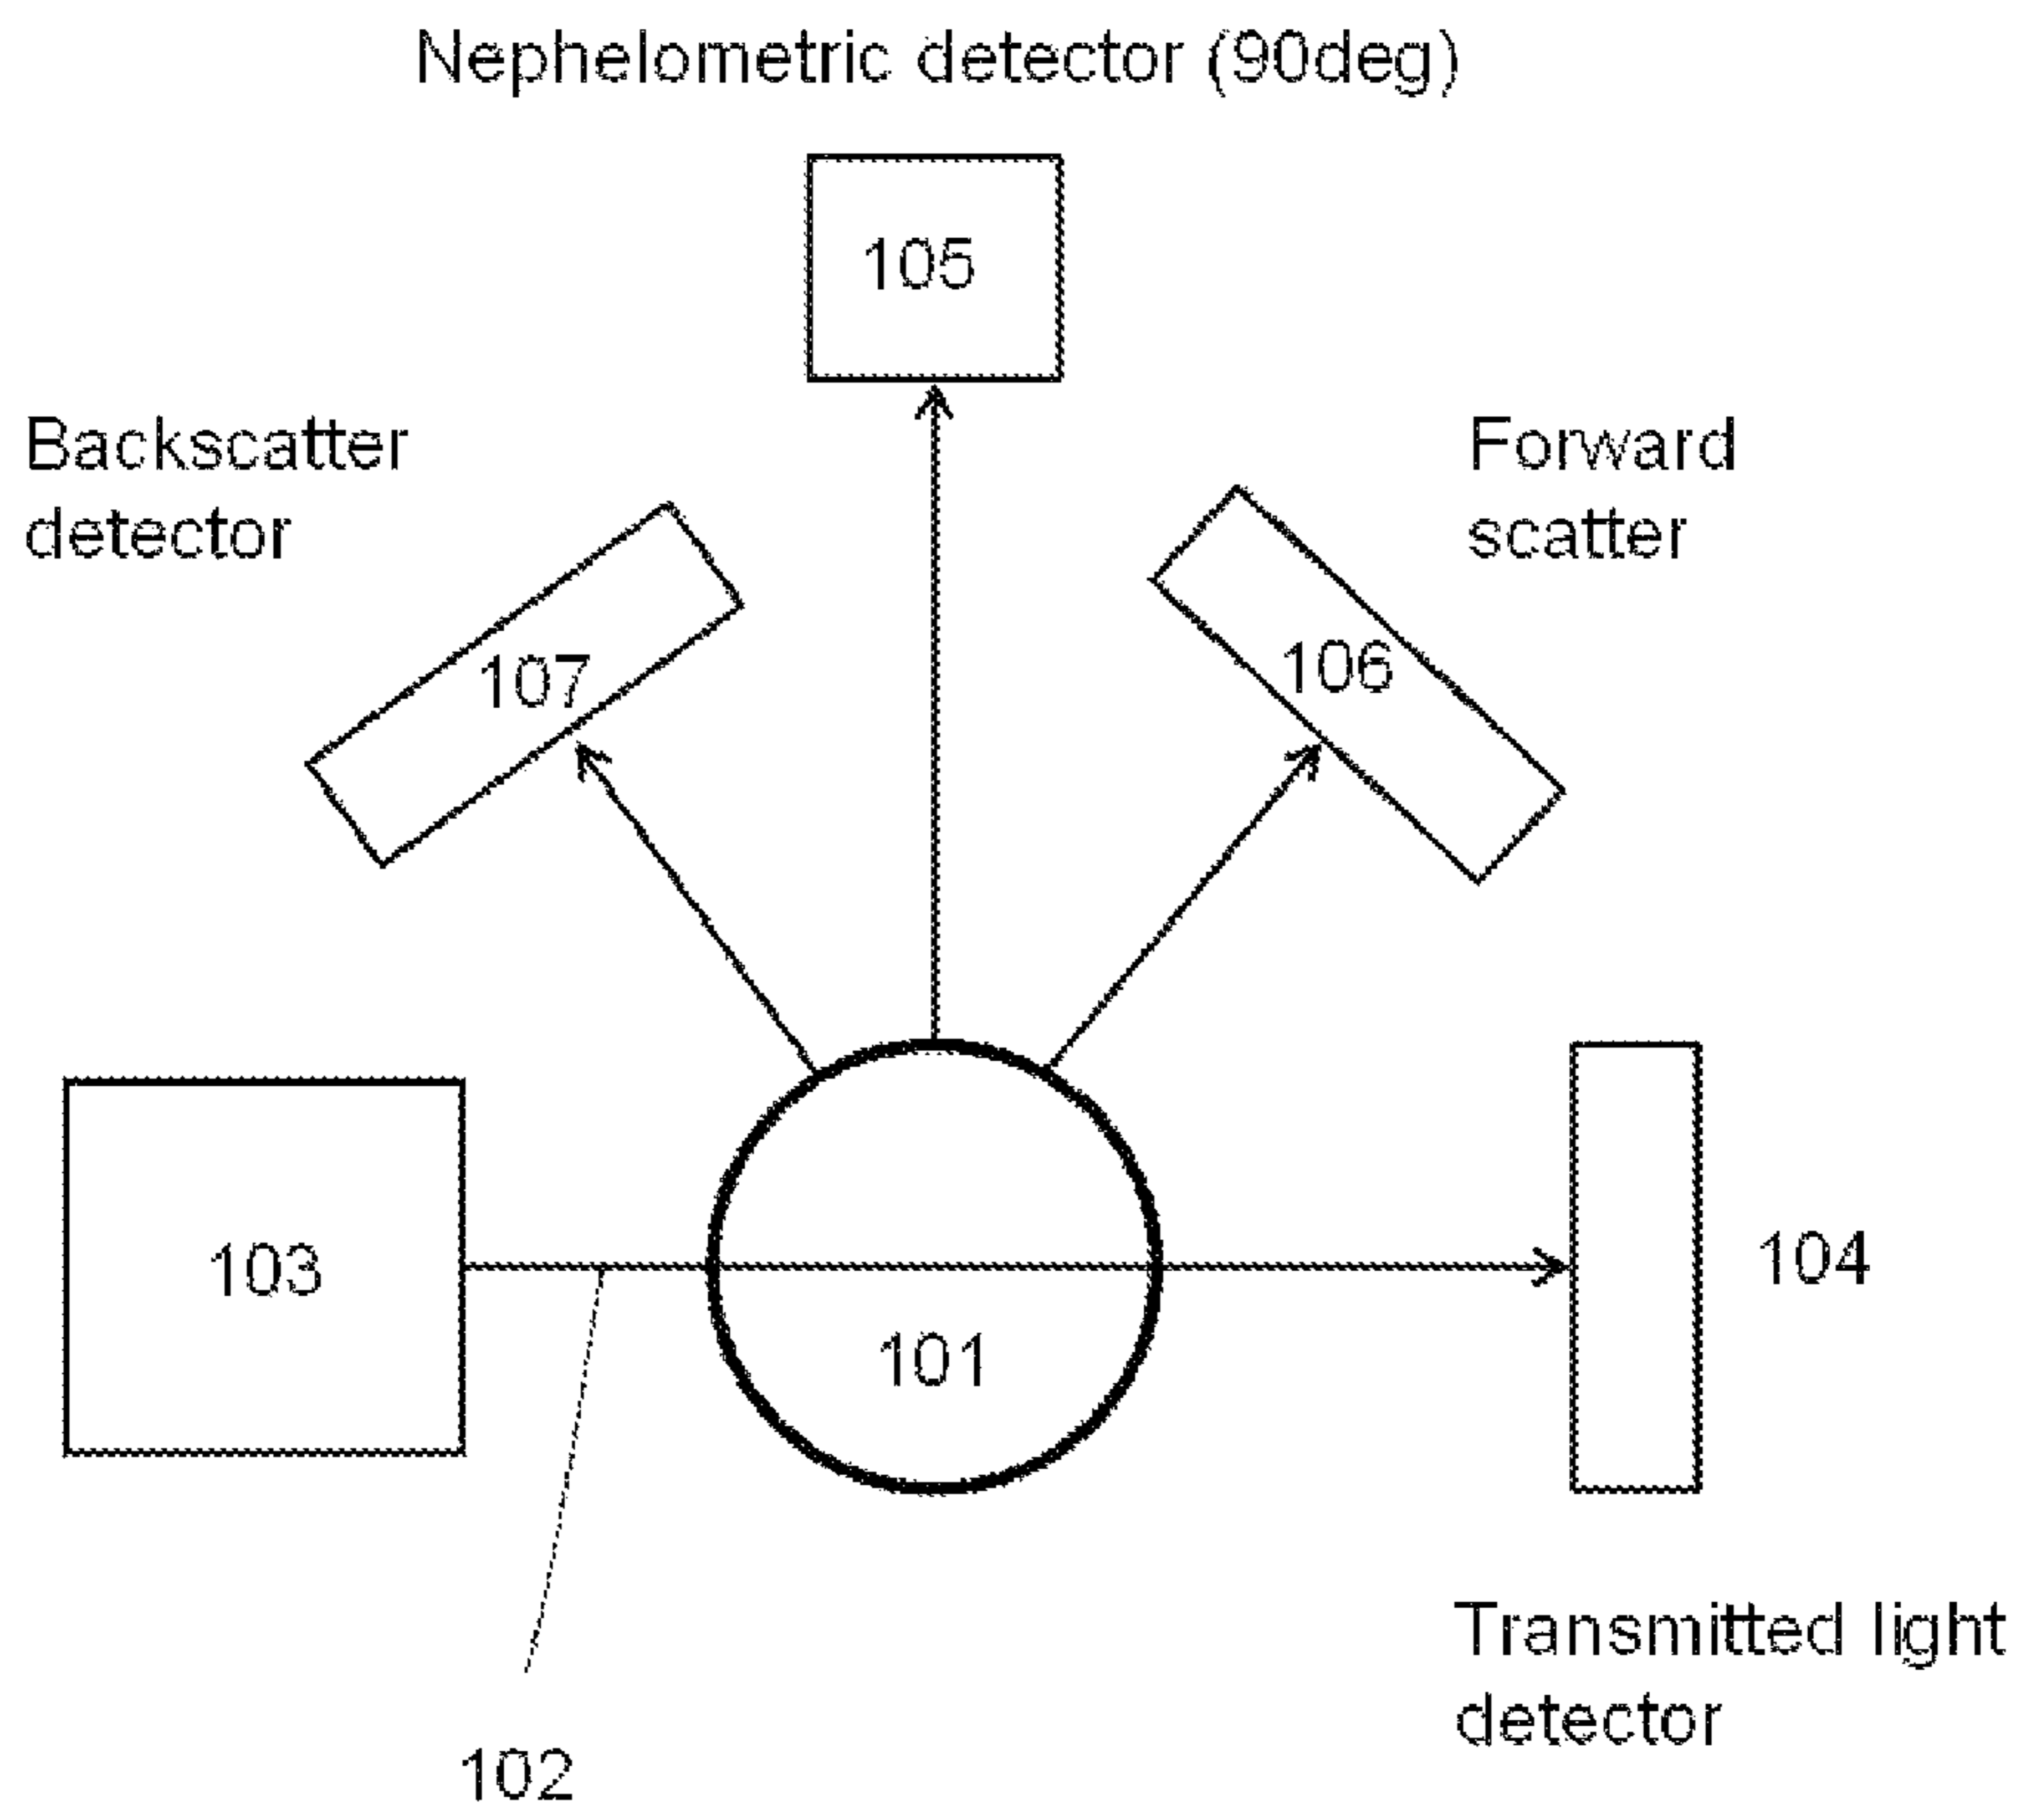 Nephelometric detector (90deg)
105
Backscatter
detector
Forward
scatter
107
106
103
101
104
Transmitted light
detector
102